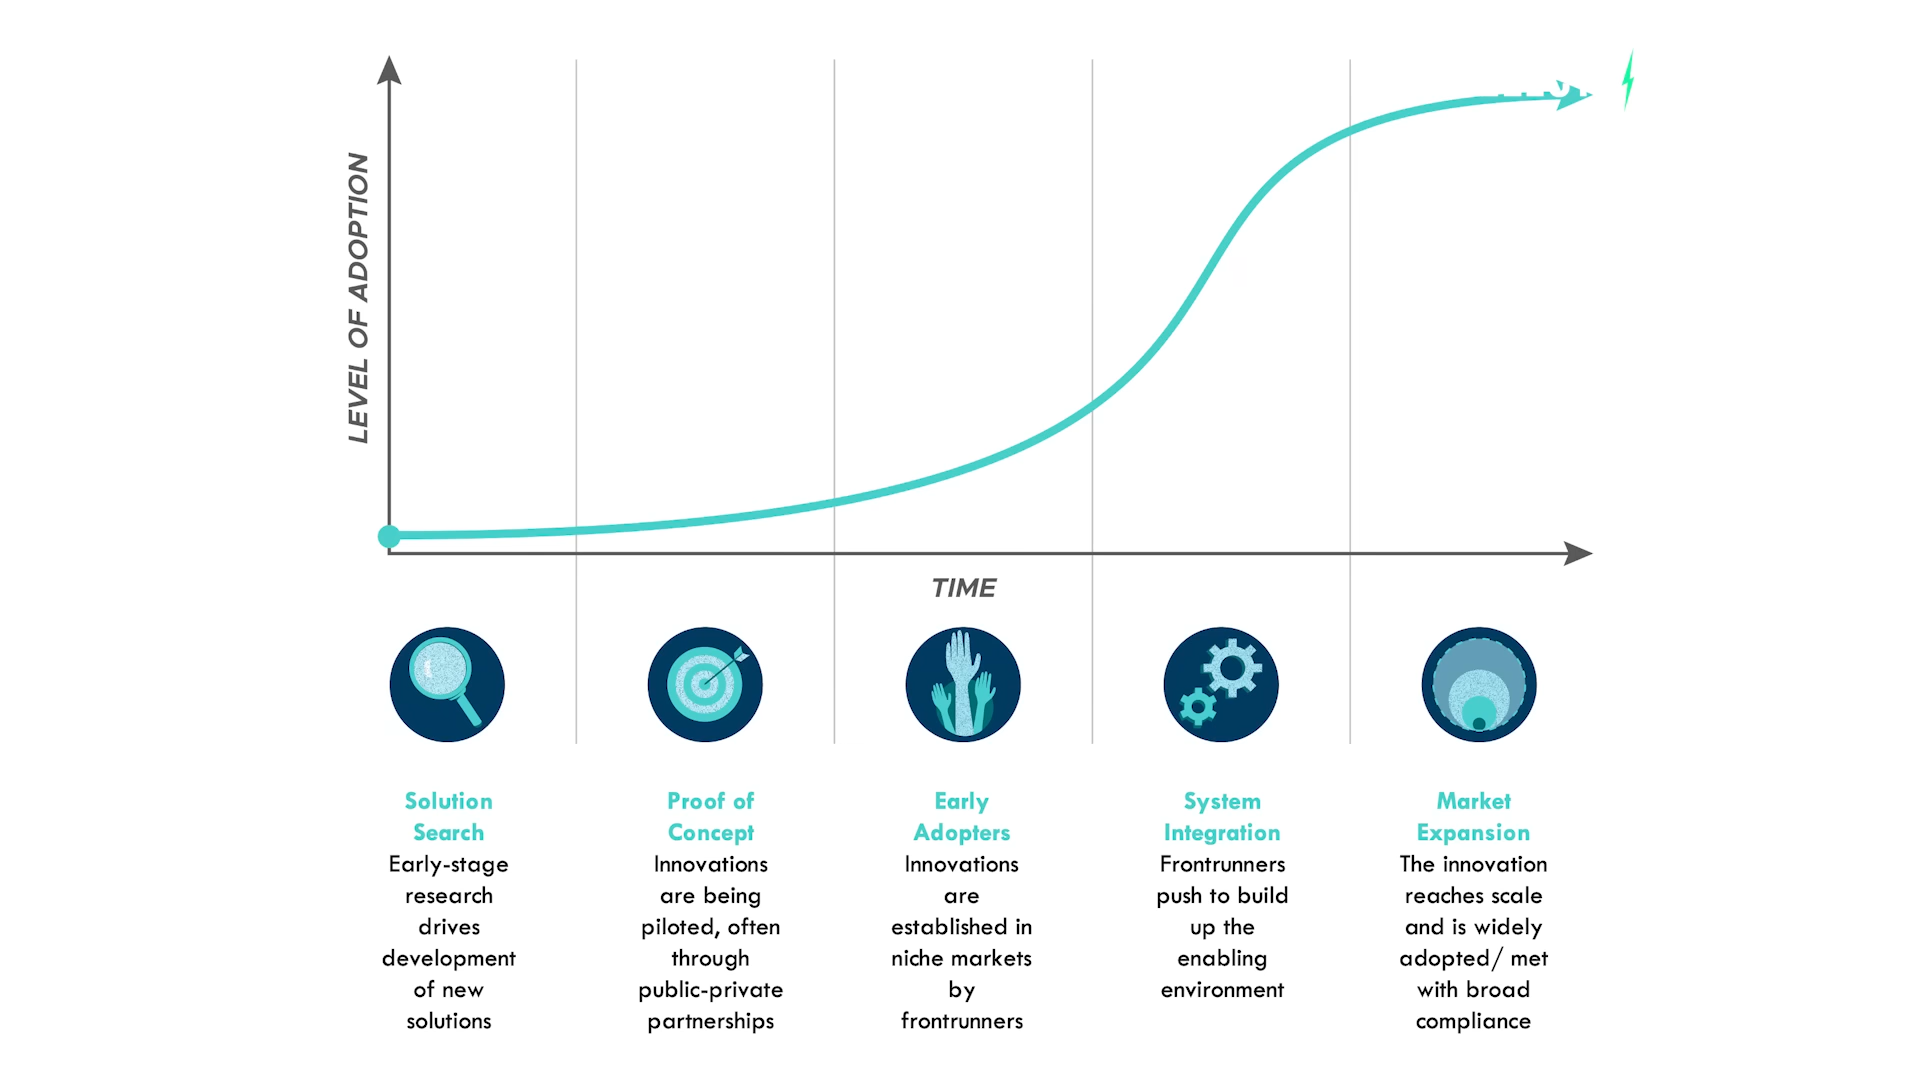 LEVEL OF ADOPTION
TIME
Solution
Search
Early-stage
research
drives
development
of new
solutions
Proof of
Concept
Innovations
are being
piloted, often
through
public-private
partnerships
Early
Adopters
Innovations
are
established in
niche markets
by
frontrunners
System
Integration
Frontrunners
push to build
up the
enabling
environment
Market
Expansion
The innovation
reaches scale
and is widely
adopted/ met
with broad
compliance